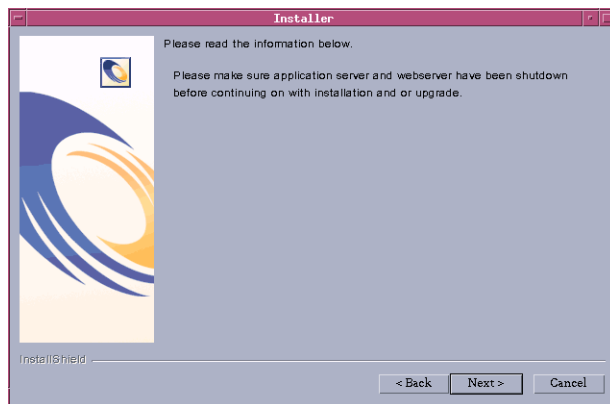 Installer
Please read the information below.
Please make sure application server and webserver have been shutdown
before continuing on with installation and or upgrade.
InstallShield
< Back
Next >
Cancel